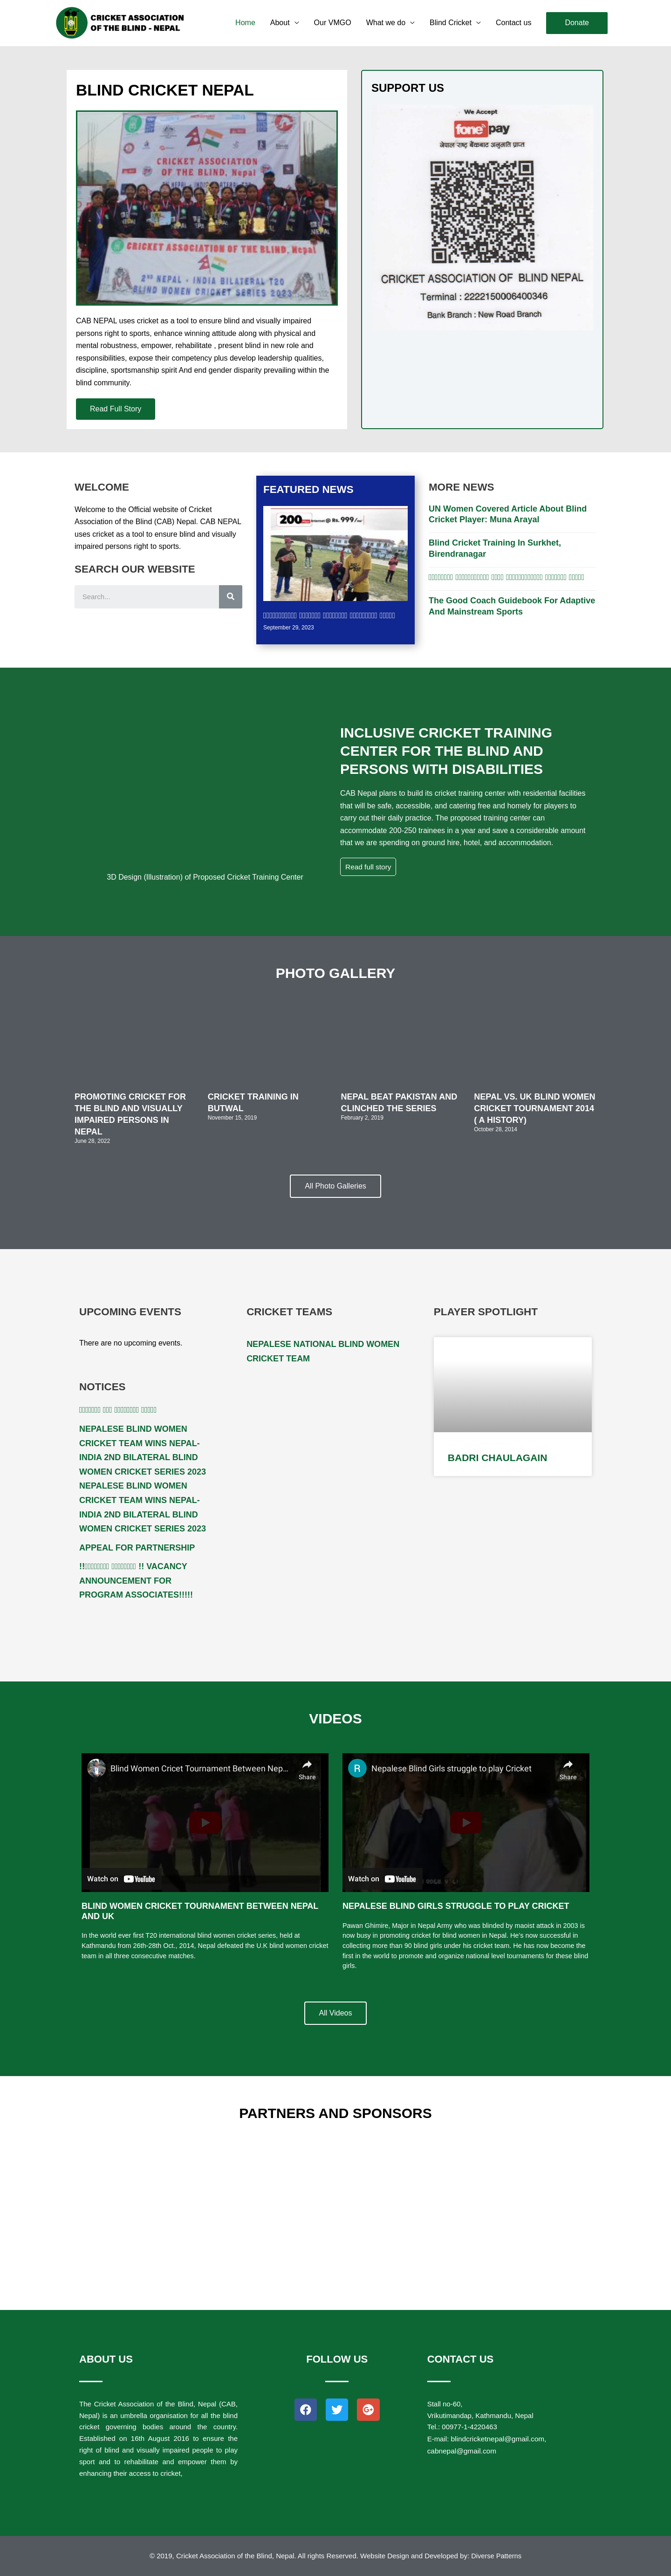 CRICKET ASSOCIATION
OF THE BLIND - NEPAL
Home About Our VMGO What we do Blind Cricket Contact us Donate
BLIND CRICKET NEPAL
CRICKET ASSOCIATION
OF THE BLIND, Nepal
CRICKET ASSOCIATION OF THE BLIND, NEPAL
2ND NEPAL - INDIA BILATERAL T20
BLIND WOMEN CRICKET SERIES 2023
CAB NEPAL uses cricket as a tool to ensure blind and visually impaired
persons right to sports, enhance winning attitude along with physical and
mental robustness, empower, rehabilitate , present blind in new role and
responsibilities, expose their competency plus develop leadership qualities,
discipline, sportsmanship spirit And end gender disparity prevailing within the
blind community.
Read Full Story
SUPPORT US
We Accept
fonepay
नेपाल राष्ट्र बैंकबाट अनुमति प्राप्त
CRICKET ASSOCIATION OF BLIND NEPAL
Terminal : 2222150006400346
Bank Branch : New Road Branch
WELCOME
Welcome to the Official website of Cricket
Association of the Blind (CAB) Nepal. CAB NEPAL
uses cricket as a tool to ensure blind and visually
impaired persons right to sports.
SEARCH OUR WEBSITE
Search...
FEATURED NEWS
200 Internet @ Rs. 999/
September 29, 2023
MORE NEWS
UN Women Covered Article About Blind
Cricket Player: Muna Arayal
Blind Cricket Training In Surkhet,
Birendranagar
The Good Coach Guidebook For Adaptive
And Mainstream Sports
3D Design (Illustration) of Proposed Cricket Training Center
INCLUSIVE CRICKET TRAINING
CENTER FOR THE BLIND AND
PERSONS WITH DISABILITIES
CAB Nepal plans to build its cricket training center with residential facilities
that will be safe, accessible, and catering free and homely for players to
carry out their daily practice. The proposed training center can
accommodate 200-250 trainees in a year and save a considerable amount
that we are spending on ground hire, hotel, and accommodation.
Read full story
PHOTO GALLERY
PROMOTING CRICKET FOR
THE BLIND AND VISUALLY
IMPAIRED PERSONS IN
NEPAL
June 28, 2022
CRICKET TRAINING IN
BUTWAL
November 15, 2019
NEPAL BEAT PAKISTAN AND
CLINCHED THE SERIES
February 2, 2019
NEPAL VS. UK BLIND WOMEN
CRICKET TOURNAMENT 2014
( A HISTORY)
October 28, 2014
All Photo Galleries
UPCOMING EVENTS
There are no upcoming events.
NOTICES
NEPALESE BLIND WOMEN
CRICKET TEAM WINS NEPAL-
INDIA 2ND BILATERAL BLIND
WOMEN CRICKET SERIES 2023
NEPALESE BLIND WOMEN
CRICKET TEAM WINS NEPAL-
INDIA 2ND BILATERAL BLIND
WOMEN CRICKET SERIES 2023
APPEAL FOR PARTNERSHIP
!! !! VACANCY
ANNOUNCEMENT FOR
PROGRAM ASSOCIATES!!!!!
CRICKET TEAMS
NEPALESE NATIONAL BLIND WOMEN
CRICKET TEAM
PLAYER SPOTLIGHT
BADRI CHAULAGAIN
VIDEOS
Blind Women Cricet Tournament Between Nep...
Share
Watch on YouTube
BLIND WOMEN CRICKET TOURNAMENT BETWEEN NEPAL
AND UK
In the world ever first T20 international blind women cricket series, held at
Kathmandu from 26th-28th Oct., 2014, Nepal defeated the U.K blind women cricket
team in all three consecutive matches.
R Nepalese Blind Girls struggle to play Cricket
Share
Watch on YouTube
NEPALESE BLIND GIRLS STRUGGLE TO PLAY CRICKET
Pawan Ghimire, Major in Nepal Army who was blinded by maoist attack in 2003 is
now busy in promoting cricket for blind women in Nepal. He's now successful in
collecting more than 90 blind girls under his cricket team. He has now become the
first in the world to promote and organize national level tournaments for these blind
girls.
All Videos
PARTNERS AND SPONSORS
ABOUT US
The Cricket Association of the Blind, Nepal (CAB,
Nepal) is an umbrella organisation for all the blind
cricket governing bodies around the country.
Established on 16th August 2016 to ensure the
right of blind and visually impaired people to play
sport and to rehabilitate and empower them by
enhancing their access to cricket,
FOLLOW US
CONTACT US
Stall no-60,
Vrikutimandap, Kathmandu, Nepal
Tel.: 00977-1-4220463
E-mail: blindcricketnepal@gmail.com,
cabnepal@gmail.com
© 2019, Cricket Association of the Blind, Nepal. All rights Reserved. Website Design and Developed by: Diverse Patterns